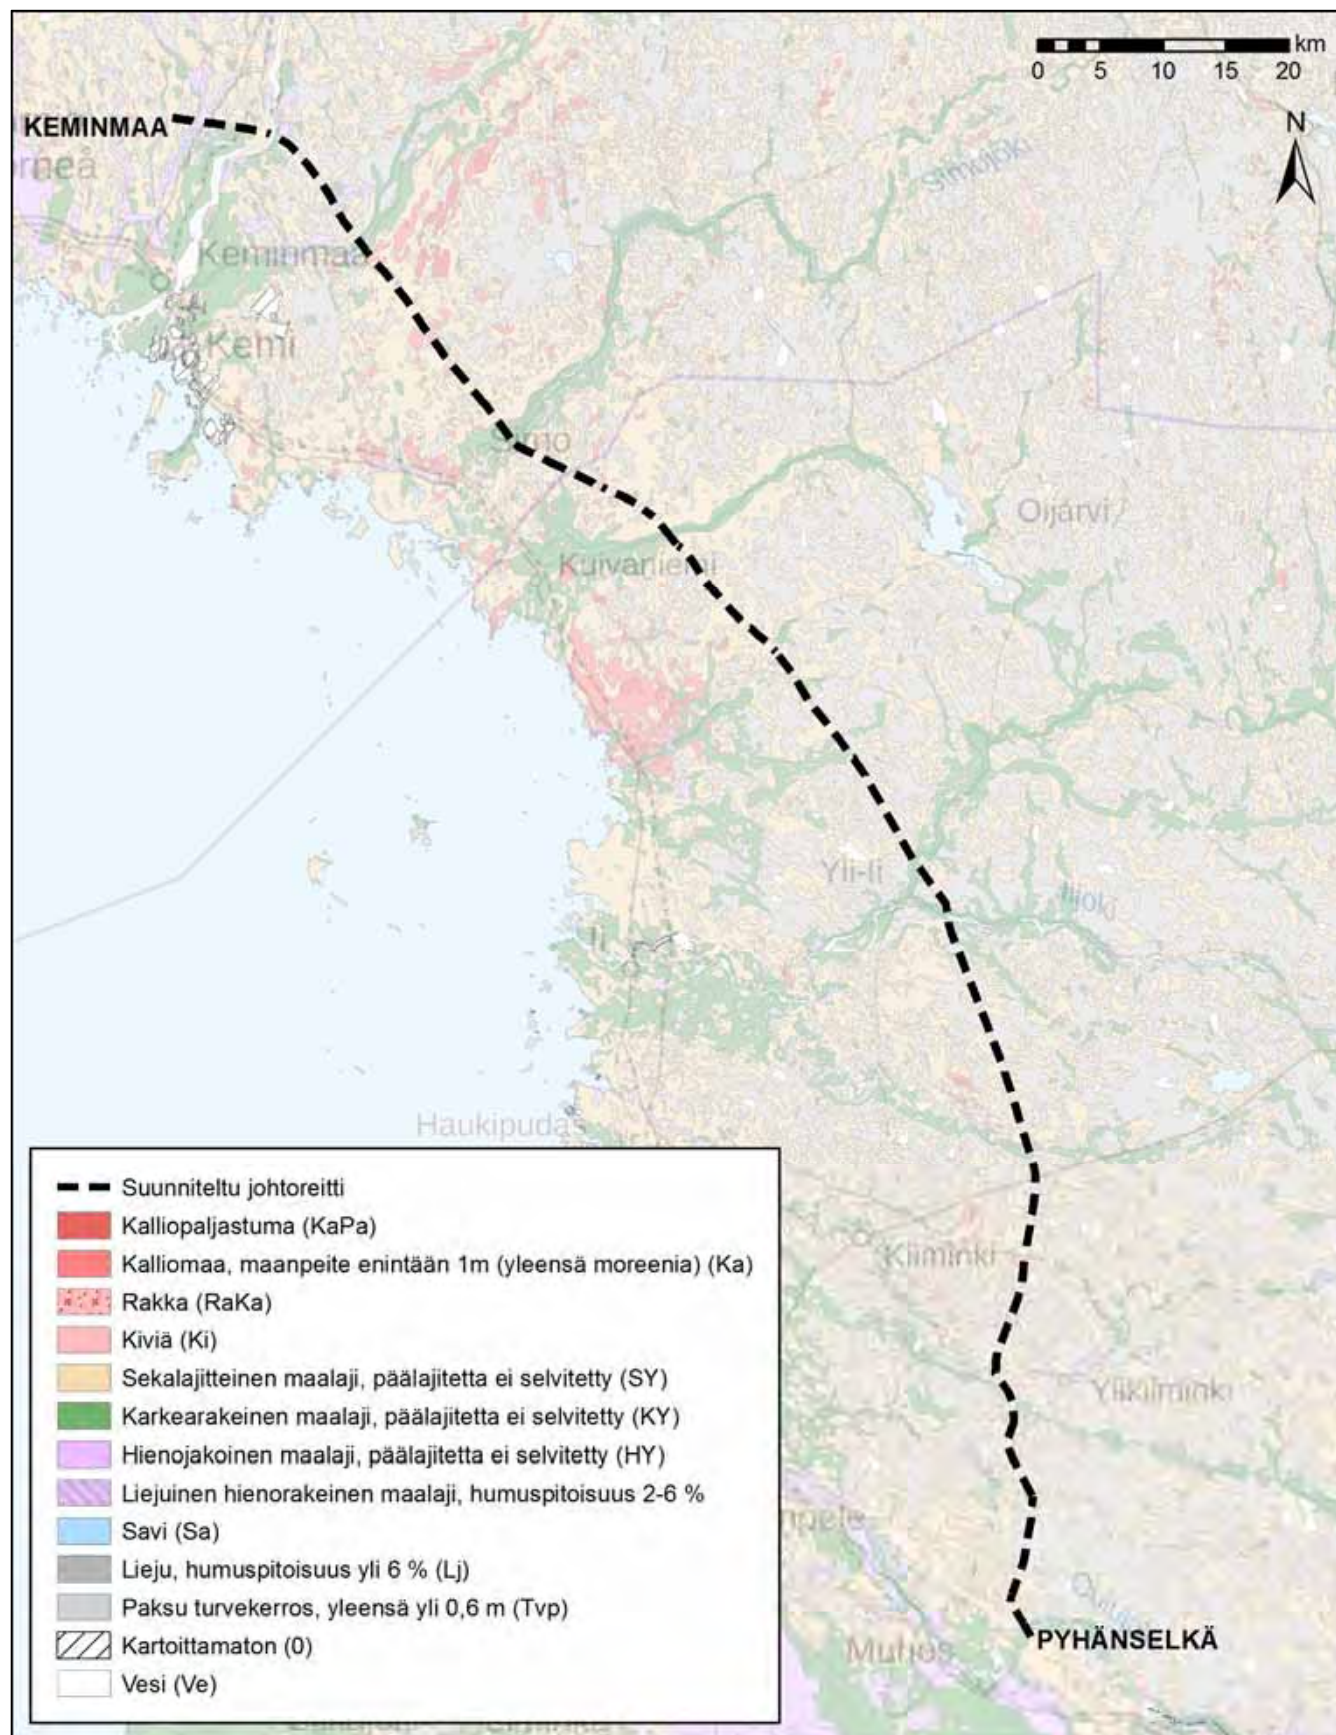 km
0 5 10 15 20
N
KEMINMAA
Simojoki
Keminmaa
Kemi
Simo
Oijärvi
Kuivaniemi
Yli-Ii
Iijoki
Ii
Haukipudas
Kiiminki
Ylikiiminki
Muhos
PYHÄNSELKÄ
Suunniteltu johtoreitti
Kalliopaljastuma (KaPa)
Kalliomaa, maanpeite enintään 1m (yleensä moreenia) (Ka)
Rakka (RaKa)
Kiviä (Ki)
Sekalajitteinen maalaji, päälajitetta ei selvitetty (SY)
Karkearakeinen maalaji, päälajitetta ei selvitetty (KY)
Hienojakoinen maalaji, päälajitetta ei selvitetty (HY)
Liejuinen hienorakeinen maalaji, humuspitoisuus 2-6 %
Savi (Sa)
Lieju, humuspitoisuus yli 6 % (Lj)
Paksu turvekerros, yleensä yli 0,6 m (Tvp)
Kartoittamaton (0)
Vesi (Ve)